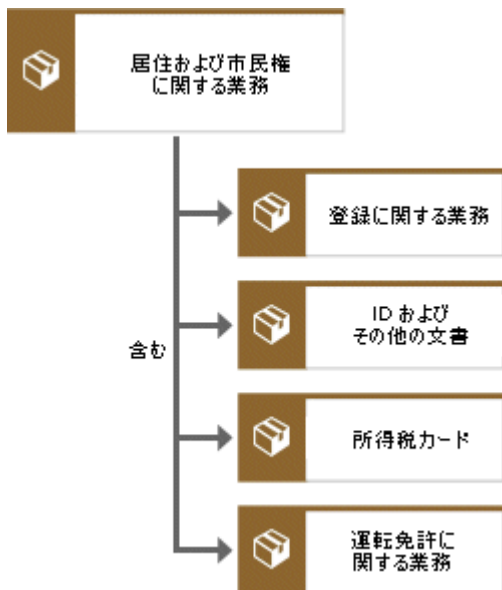 居住および市民権
に関する業務
登録に関する業務
ID および
その他の文書
含む
所得税カード
運転免許に
関する業務